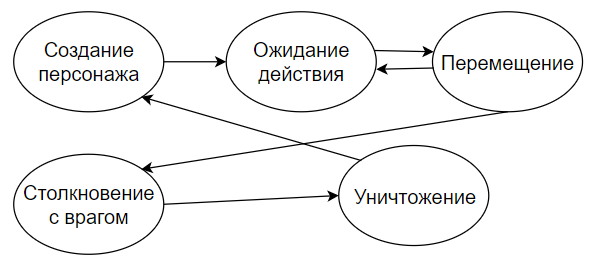 Создание
персонажа
Ожидание
действия
Перемещение
Столкновение
с врагом
Уничтожение